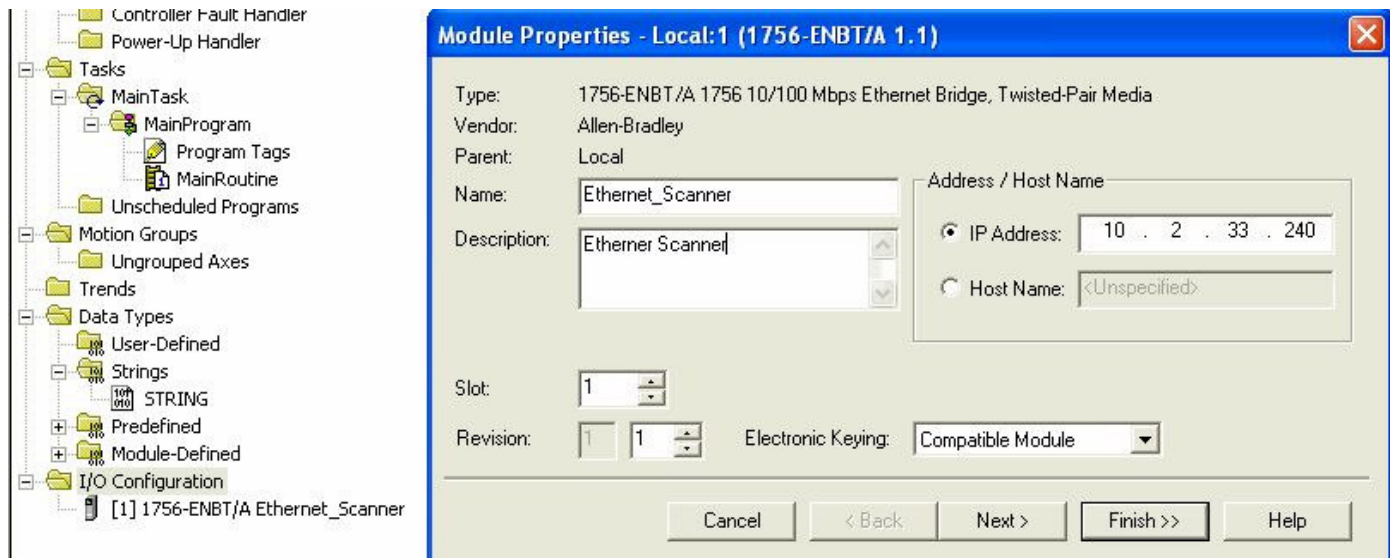 Controller Fault Handler
Power-Up Handler
Tasks
MainTask
MainProgram
Program Tags
MainRoutine
Unscheduled Programs
Motion Groups
Ungrouped Axes
Trends
Data Types
User-Defined
Strings
STRING
Predefined
Module-Defined
I/O Configuration
[1] 1756-ENBT/A Ethernet_Scanner
Module Properties - Local:1 (1756-ENBT/A 1.1)
Type: 1756-ENBT/A 1756 10/100 Mbps Ethernet Bridge, Twisted-Pair Media
Vendor: Allen-Bradley
Parent: Local
Name: Ethernet_Scanner
Description: Etherner Scanner
Address / Host Name
IP Address: 10 . 2 . 33 . 240
Host Name: <Unspecified>
Slot: 1
Revision: 1 1 Electronic Keying: Compatible Module
Cancel < Back Next > Finish >> Help